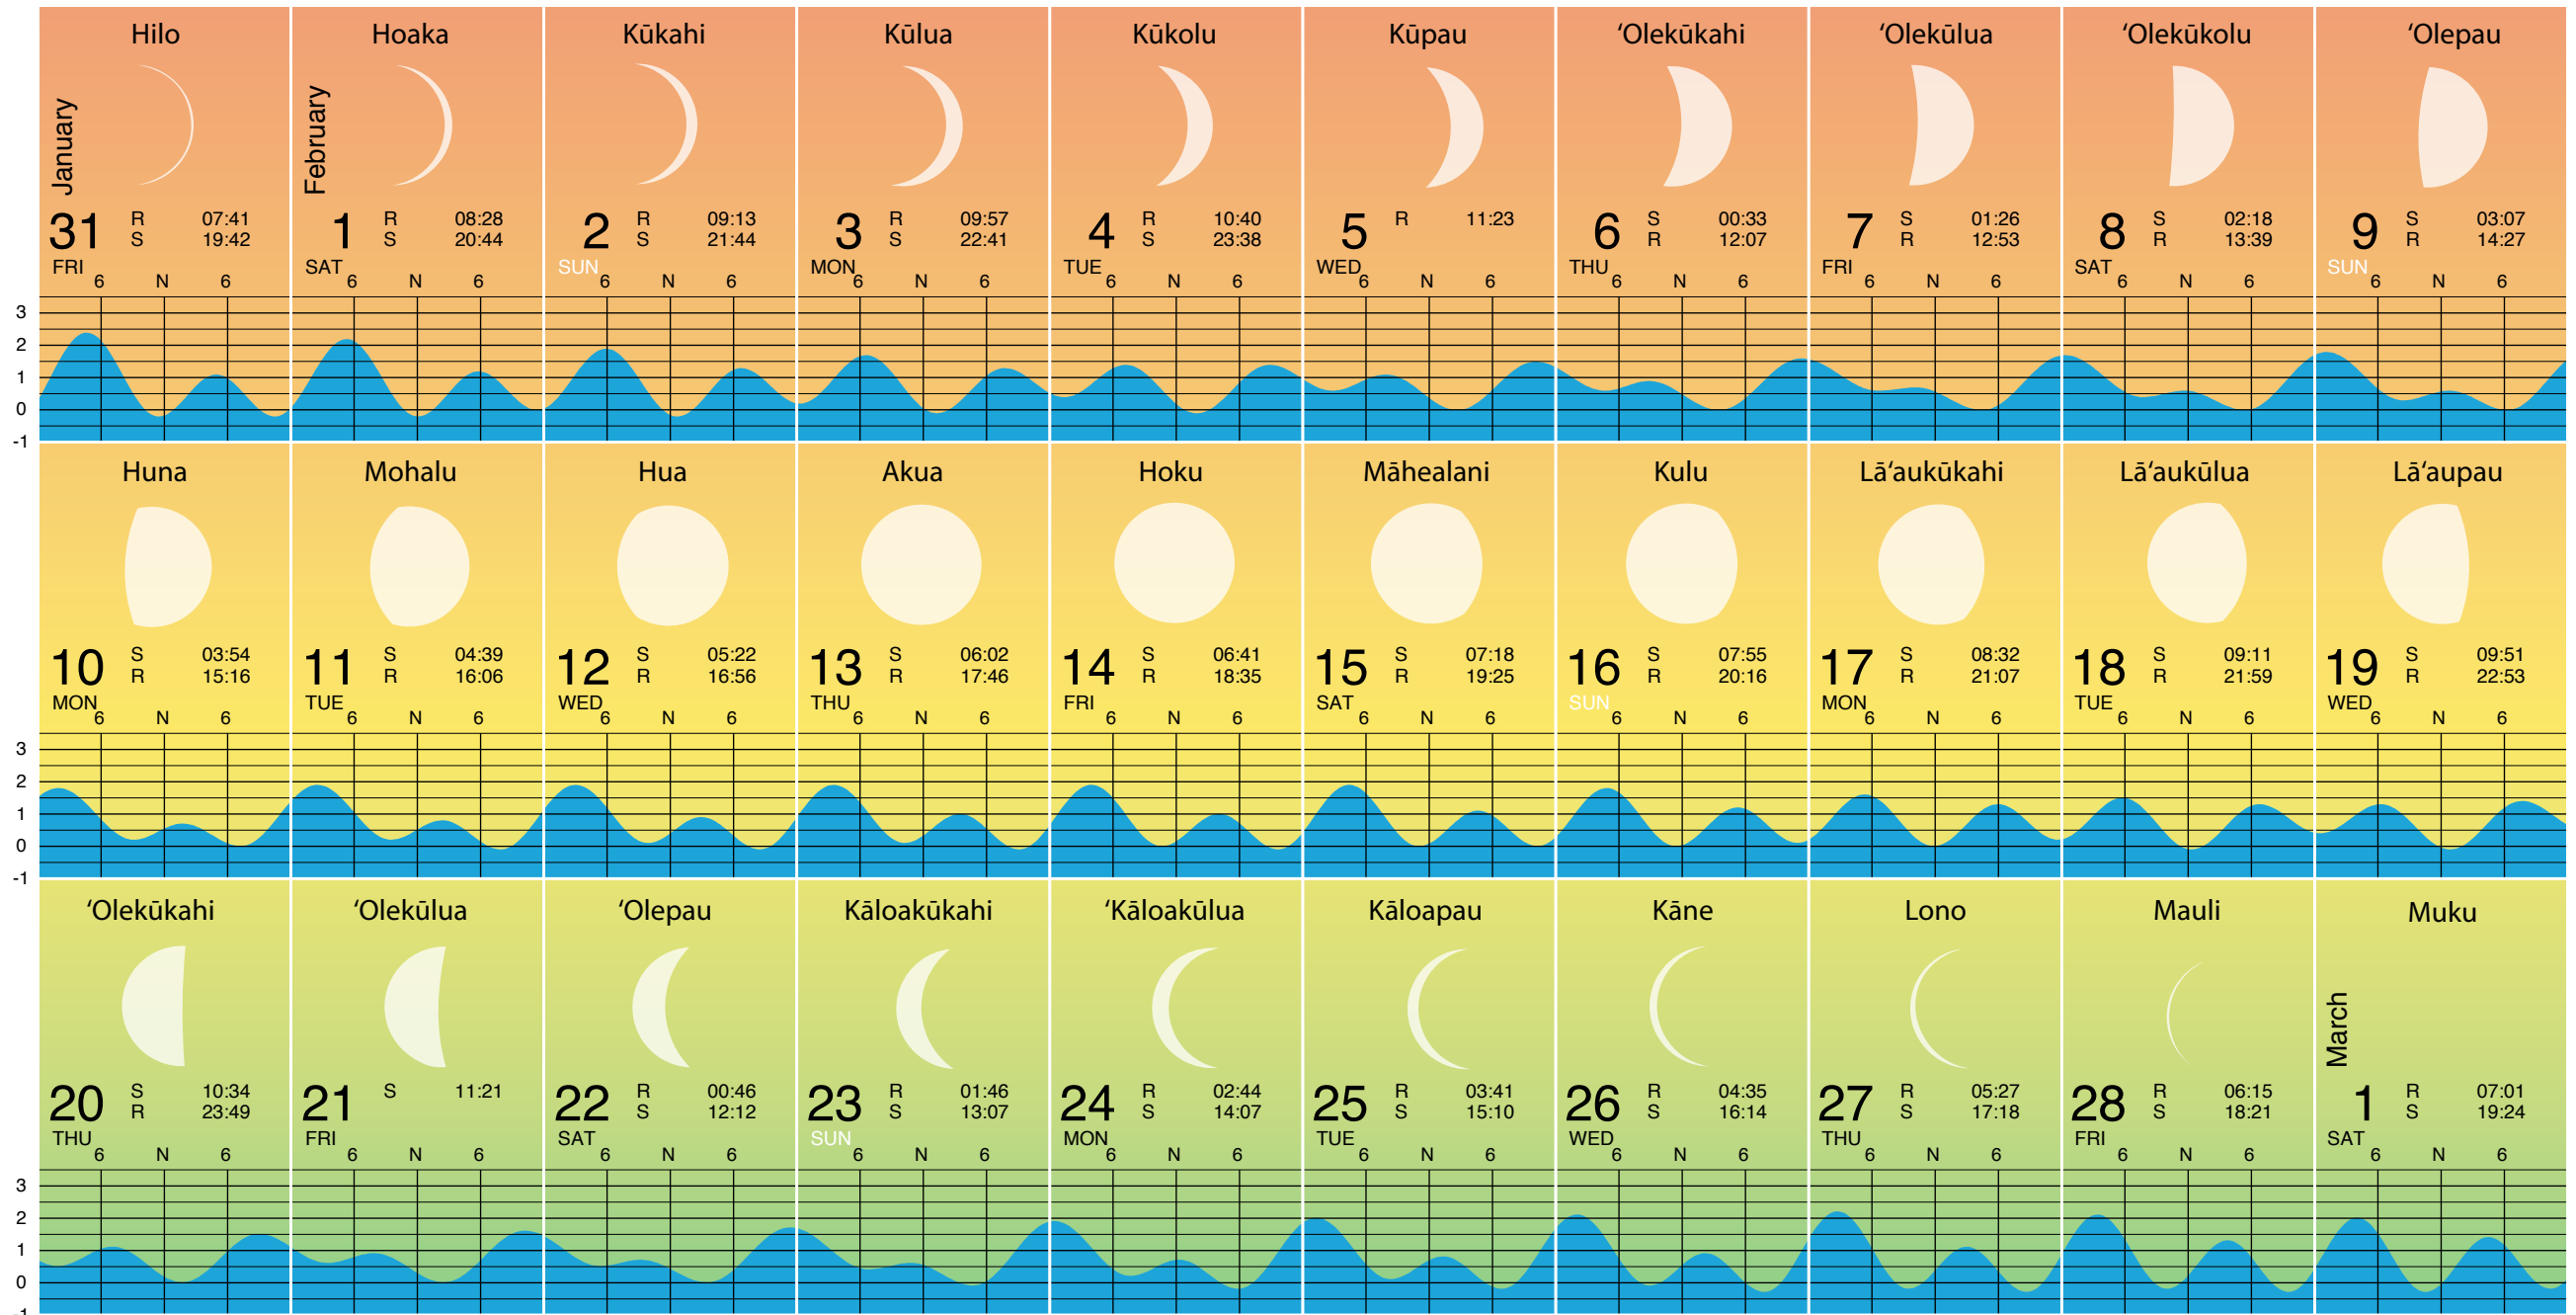 Hilo Hoaka Kūkahi Kūlua Kūkolu Kūpau ʻOlekūkahi ʻOlekūlua ʻOlekūkolu ʻOlepau
January February
31 R 07:41 1 R 08:28 2 R 09:13 3 R 09:57 4 R 10:40 5 R 11:23 6 S 00:33 7 S 01:26 8 S 02:18 9 S 03:07
S 19:42 S 20:44 S 21:44 S 22:41 S 23:38 R 12:07 R 12:53 R 13:39 R 14:27
FRI SAT SUN MON TUE WED THU FRI SAT SUN
6 N 6 6 N 6 6 N 6 6 N 6 6 N 6 6 N 6 6 N 6 6 N 6 6 N 6 6 N 6
3
2
1
0
-1
Huna Mohalu Hua Akua Hoku Māhealani Kulu Lāʻaukūkahi Lāʻaukūlua Lāʻaupau
10 S 03:54 11 S 04:39 12 S 05:22 13 S 06:02 14 S 06:41 15 S 07:18 16 S 07:55 17 S 08:32 18 S 09:11 19 S 09:51
R 15:16 R 16:06 R 16:56 R 17:46 R 18:35 R 19:25 R 20:16 R 21:07 R 21:59 R 22:53
MON TUE WED THU FRI SAT SUN MON TUE WED
6 N 6 6 N 6 6 N 6 6 N 6 6 N 6 6 N 6 6 N 6 6 N 6 6 N 6 6 N 6
3
2
1
0
-1
ʻOlekūkahi ʻOlekūlua ʻOlepau Kāloakūkahi ʻKāloakūlua Kāloapau Kāne Lono Mauli Muku
March
20 S 10:34 21 S 11:21 22 R 00:46 23 R 01:46 24 R 02:44 25 R 03:41 26 R 04:35 27 R 05:27 28 R 06:15 1 R 07:01
R 23:49 S 12:12 S 13:07 S 14:07 S 15:10 S 16:14 S 17:18 S 18:21 S 19:24
THU FRI SAT SUN MON TUE WED THU FRI SAT
6 N 6 6 N 6 6 N 6 6 N 6 6 N 6 6 N 6 6 N 6 6 N 6 6 N 6 6 N 6
3
2
1
0
-1